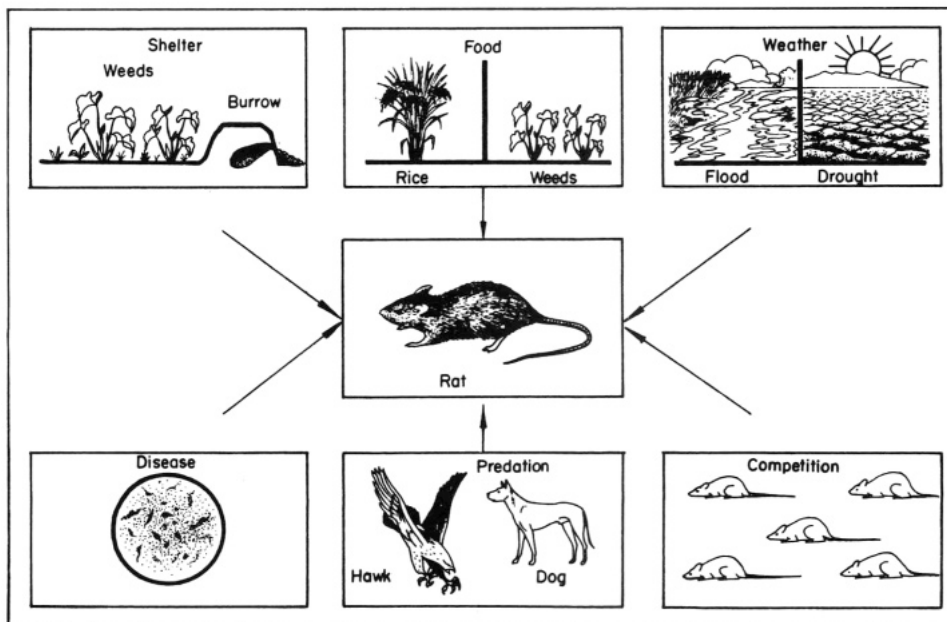 Shelter
Weeds
Burrow
Food
Rice
Weeds
Weather
Flood
Drought
Rat
Disease
Predation
Hawk
Dog
Competition